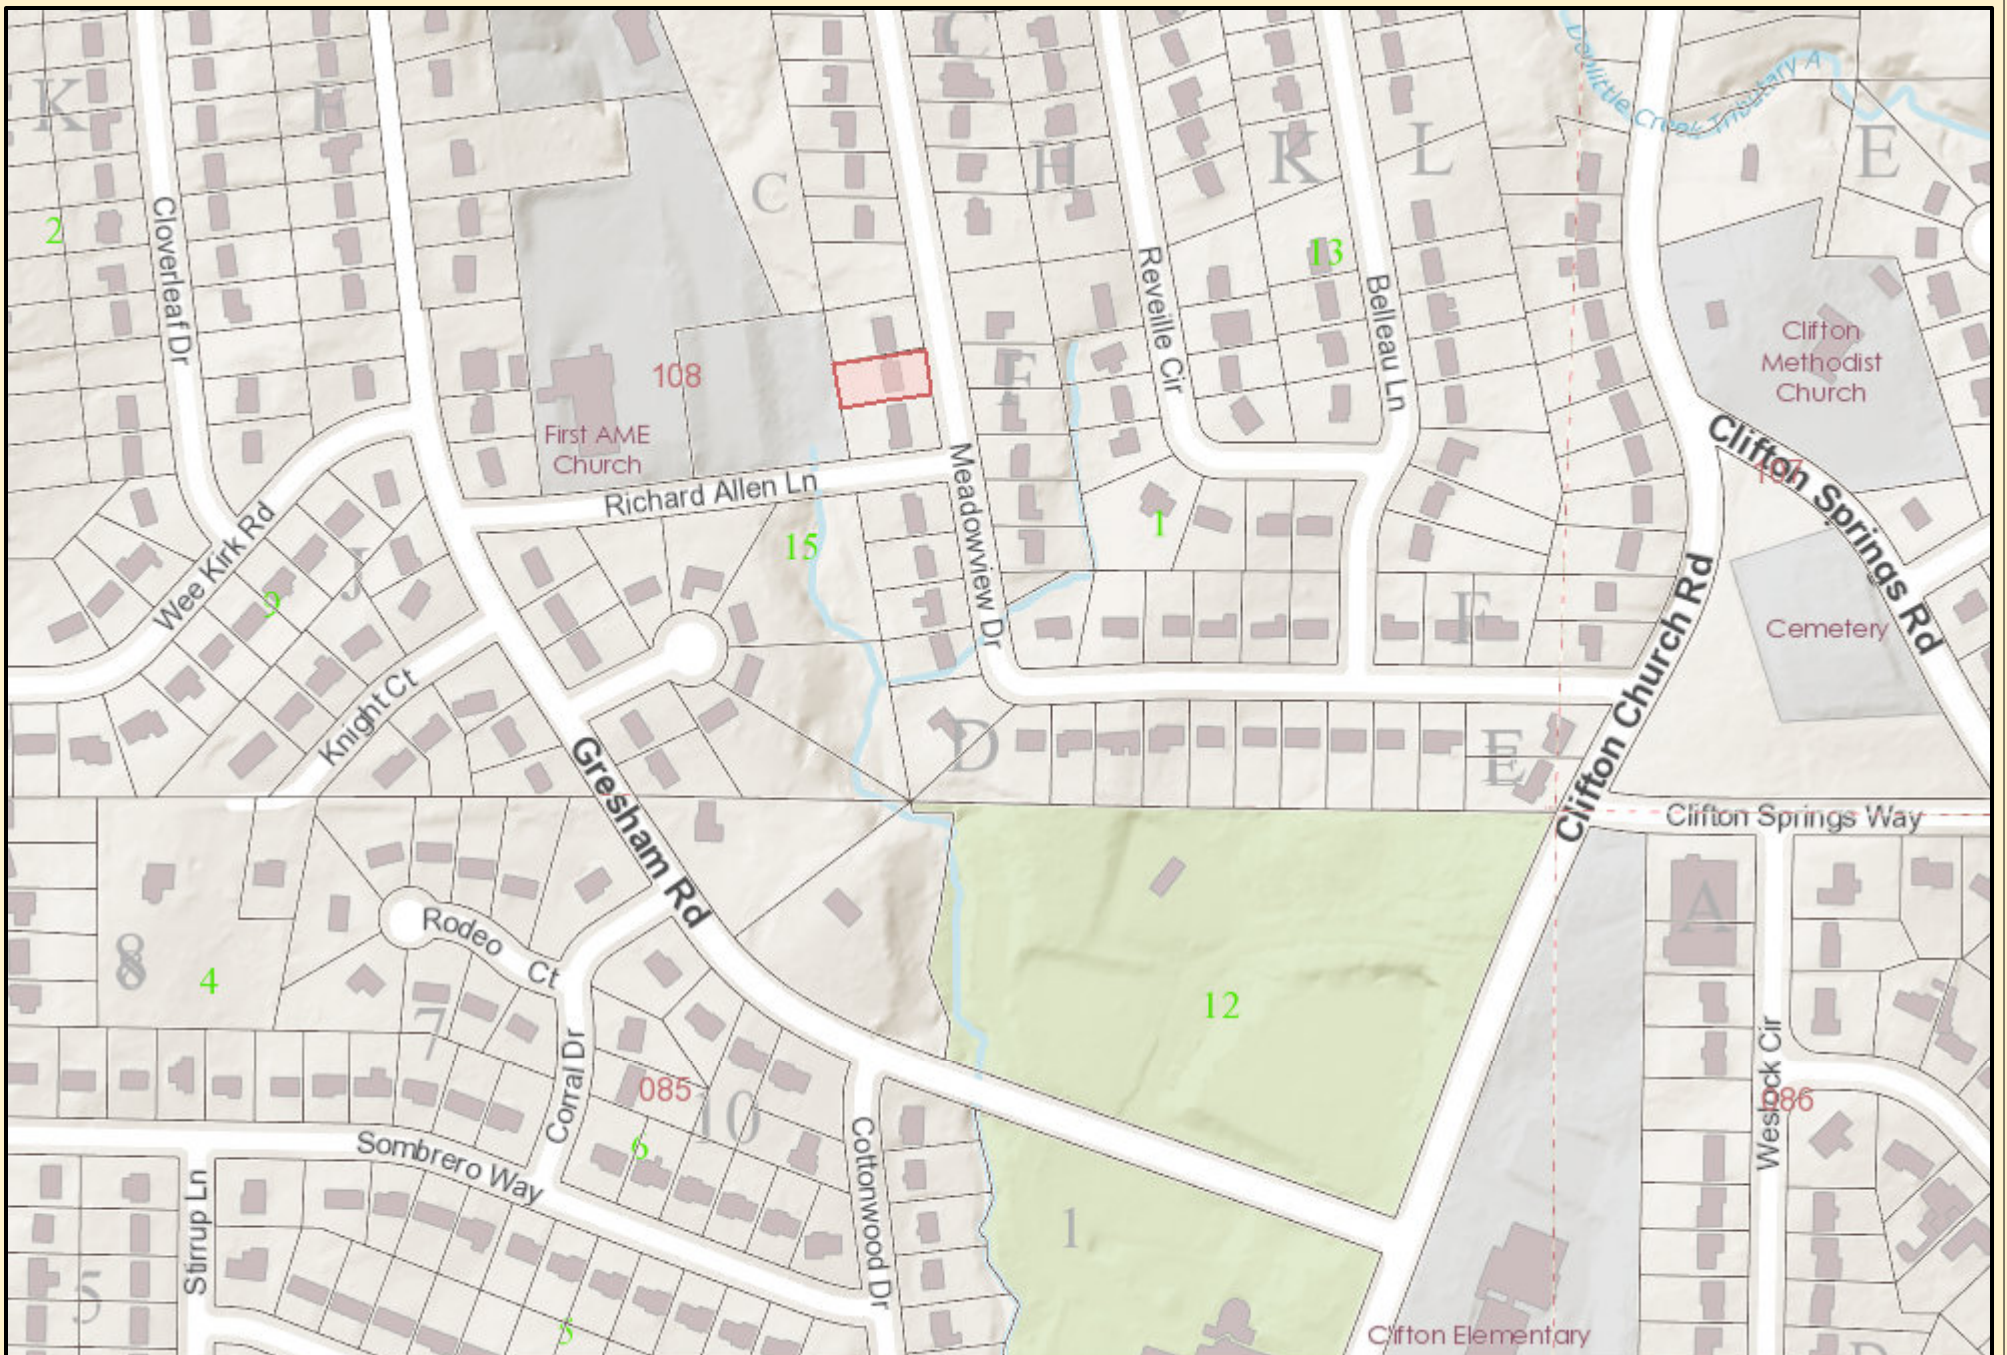 C
K
F
Doolittle Creek Tributary A
C
H
K
L
E
2
Cloverleaf Dr
Reveille Cir
13
Belleau Ln
Clifton
Methodist
Church
108
F
First AME
Church
Clifton Springs Rd
107
Richard Allen Ln
Meadowview Dr
15
1
Wee Kirk Rd
9
J
F
Cemetery
Clifton Church Rd
Knight Ct
Gresham Rd
D
E
Clifton Springs Way
A
Rodeo Ct
8
4
12
7
Corral Dr
085
10
6
Weslock Cir
086
Sombrero Way
Cottonwood Dr
Stirrup Ln
1
5
5
Clifton Elementary